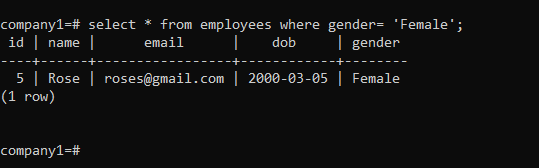 company1=# select * from employees where gender= 'Female';
 id | name |      email      |    dob     | gender
----+------+-----------------+------------+--------
  5 | Rose | roses@gmail.com | 2000-03-05 | Female
(1 row)
company1=#